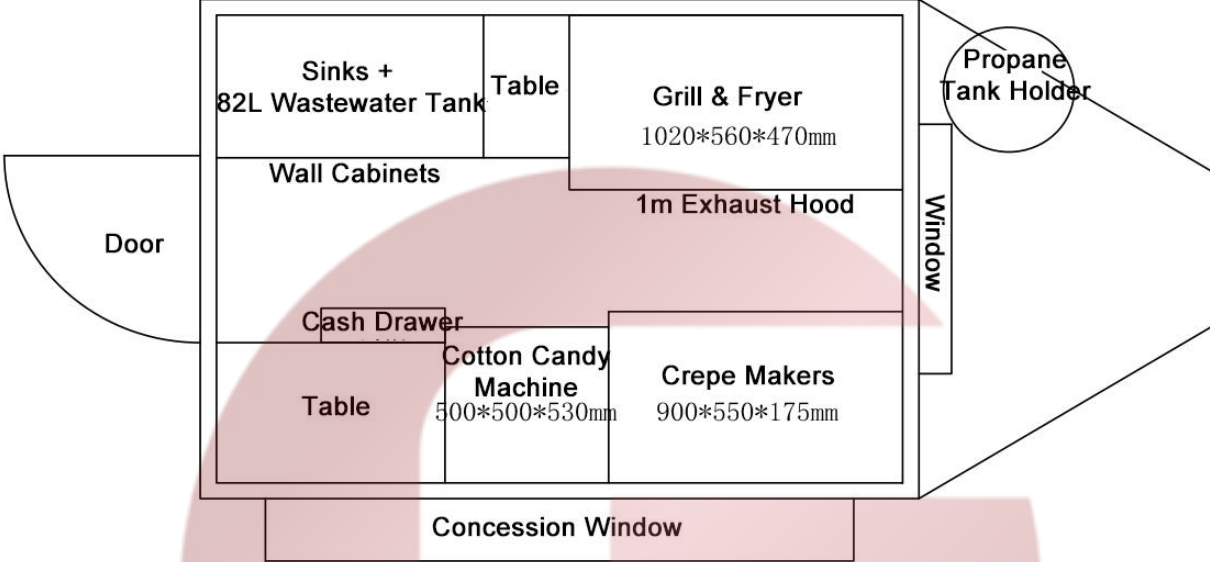 Sinks +
82L Wastewater Tank
Table
Grill & Fryer
1020*560*470mm
Propane
Tank Holder
Wall Cabinets
1m Exhaust Hood
Window
Door
Cash Drawer
Table
Cotton Candy
Machine
500*500*530mm
Crepe Makers
900*550*175mm
Concession Window